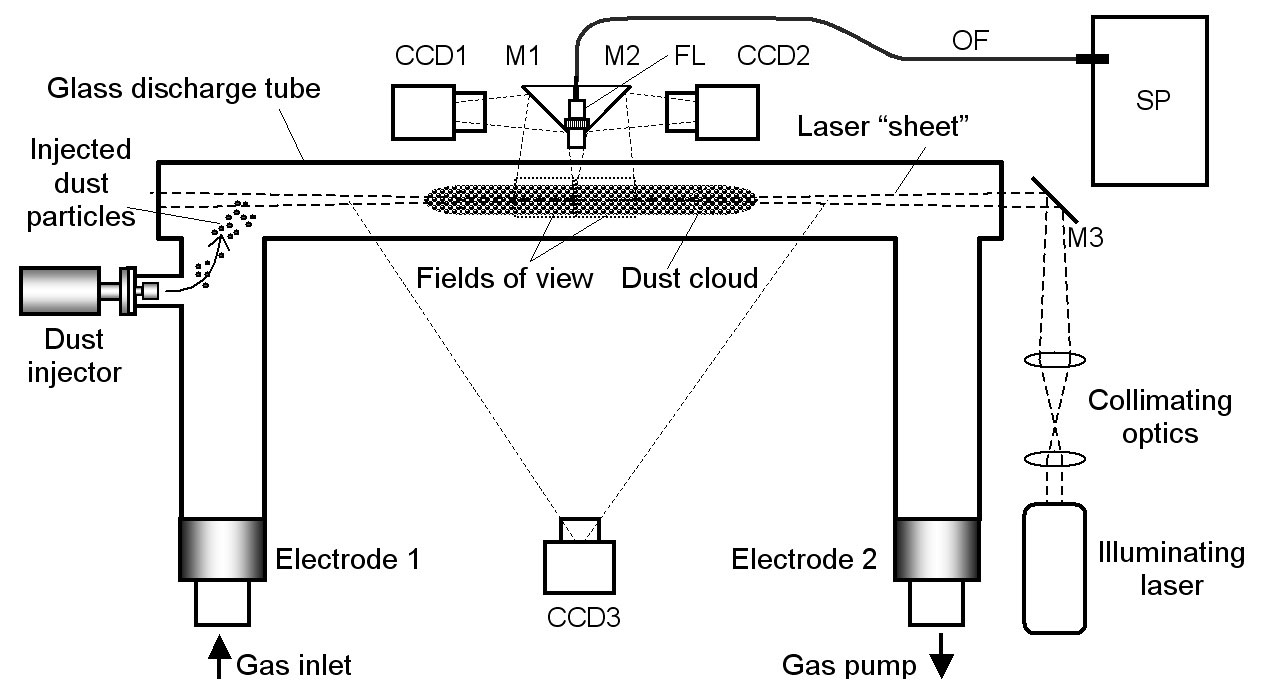 OF
CCD1
M1
M2
FL
CCD2
Glass discharge tube
SP
Laser “sheet”
Injected
dust
particles
M3
Fields of view
Dust cloud
Dust
injector
Collimating
optics
Electrode 1
Electrode 2
Illuminating
laser
CCD3
Gas inlet
Gas pump